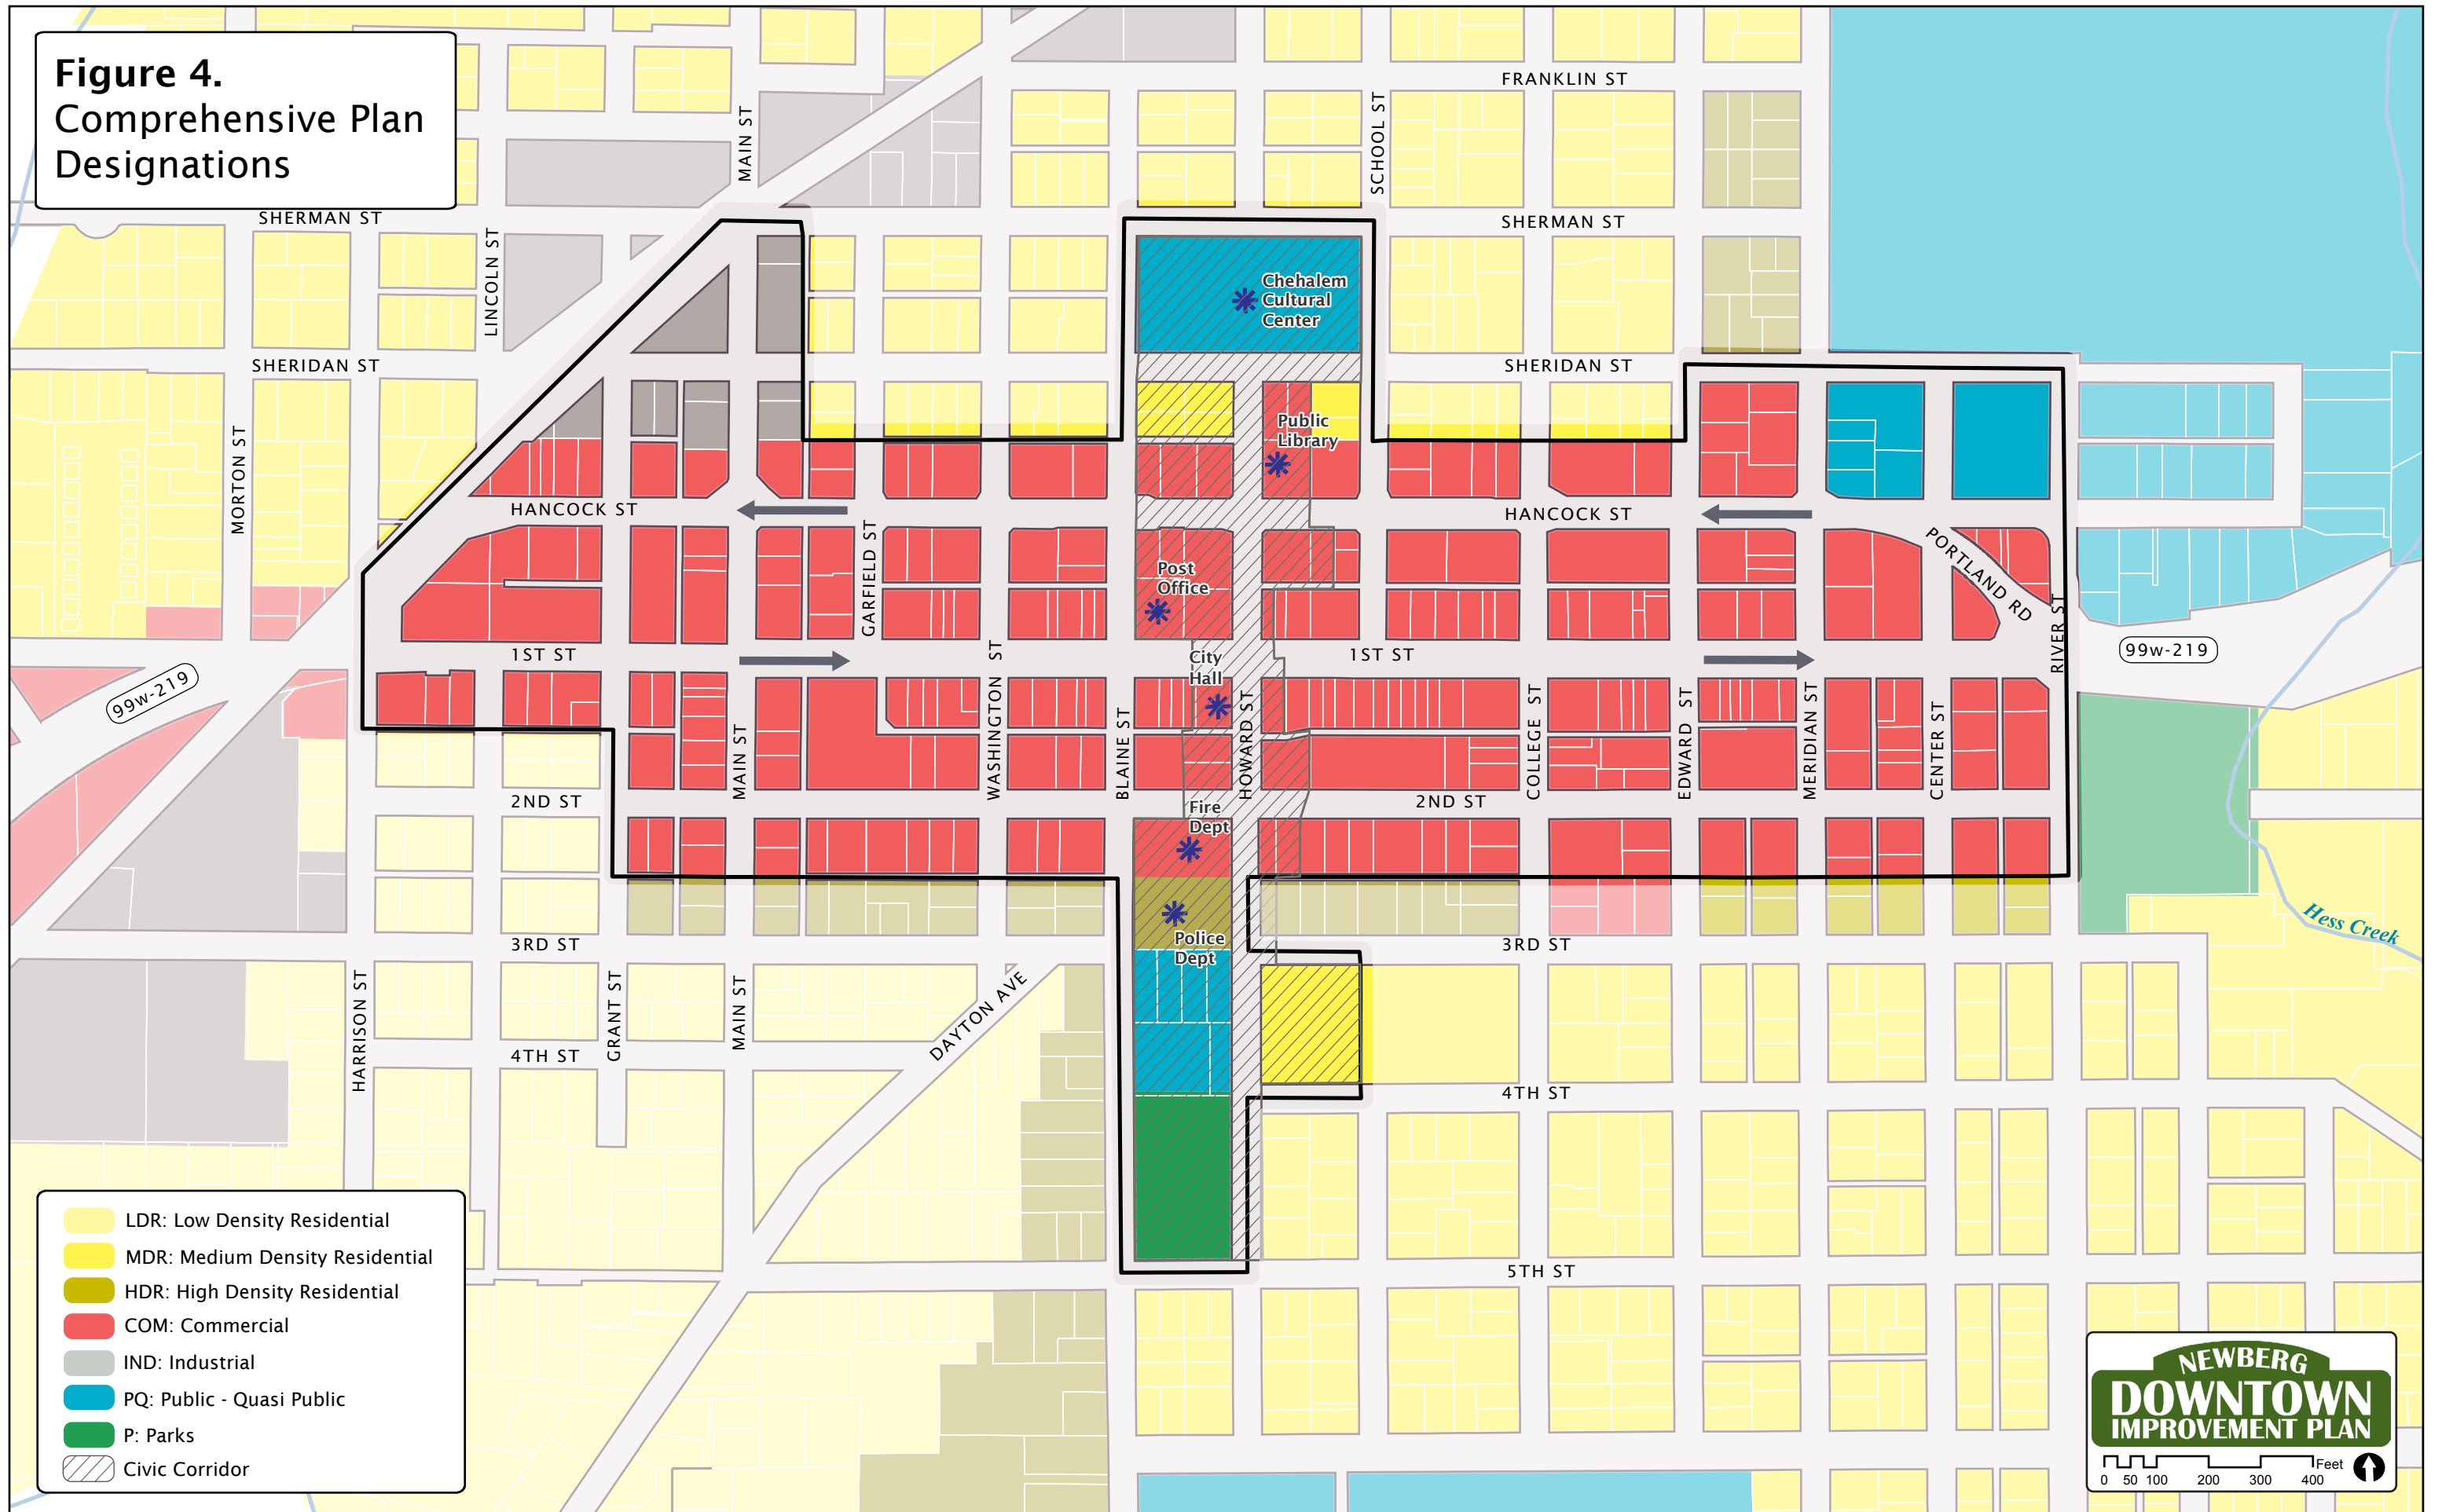 Figure 4.
Comprehensive Plan
Designations
FRANKLIN ST
MAIN ST
SCHOOL ST
SHERMAN ST
SHERMAN ST
LINCOLN ST
Chehalem
Cultural
Center
SHERIDAN ST
SHERIDAN ST
MORTON ST
Public
Library
HANCOCK ST
HANCOCK ST
GARFIELD ST
PORTLAND RD
Post
Office
RIVER ST
1ST ST
1ST ST
99w-219
99w-219
City
Hall
WASHINGTON ST
BLAINE ST
HOWARD ST
COLLEGE ST
EDWARD ST
MERIDIAN ST
CENTER ST
MAIN ST
2ND ST
2ND ST
Fire
Dept
Police
Dept
Hess Creek
3RD ST
3RD ST
HARRISON ST
GRANT ST
MAIN ST
DAYTON AVE
4TH ST
4TH ST
5TH ST
LDR: Low Density Residential
MDR: Medium Density Residential
HDR: High Density Residential
COM: Commercial
IND: Industrial
PQ: Public - Quasi Public
P: Parks
Civic Corridor
NEWBERG
DOWNTOWN
IMPROVEMENT PLAN
Feet
0 50 100 200 300 400